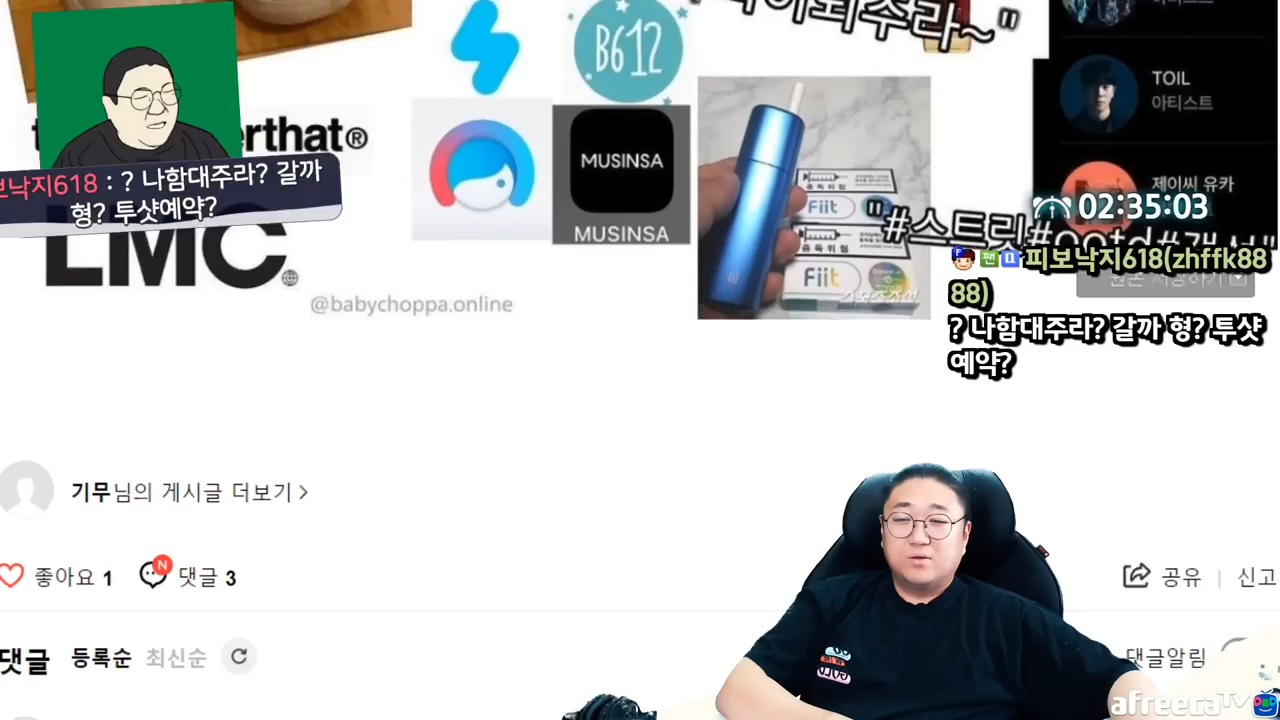 B612
MUSINSA
MUSINSA
TOIL
아티스트
erthat®
LMC
@babychoppa.online
Fiit
Fiit
보낙지618 : ? 나함대주라? 갈까
형? 투샷예약?
제이씨 유카
02:35:03
#스트릿#ootd#갬성"
팬 피보낙지618(zhffk88
88)
? 나함대주라? 갈까 형? 투샷
예약?
기무님의 게시글 더보기 >
좋아요 1 N 댓글 3
공유 | 신고
댓글 등록순 최신순
댓글알림
afreecaTV